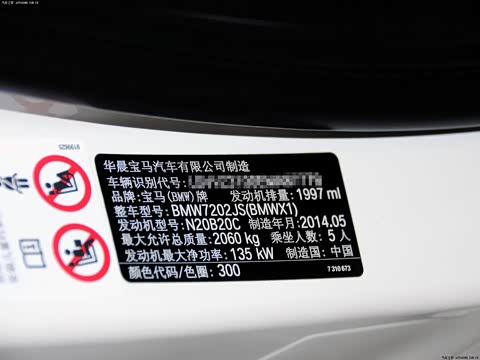 华晨宝马汽车有限公司制造
车辆识别代号:
品牌:宝马(BMW)牌 发动机排量:1997 ml
整车型号:BMW7202JS(BMWX1)
发动机型号:N20B20C 制造年月:2014.05
最大允许总质量:2060 kg 乘坐人数:5 人
发动机最大净功率:135 kW 制造国:中国
颜色代码/色圈:300
7 310 673
9199625